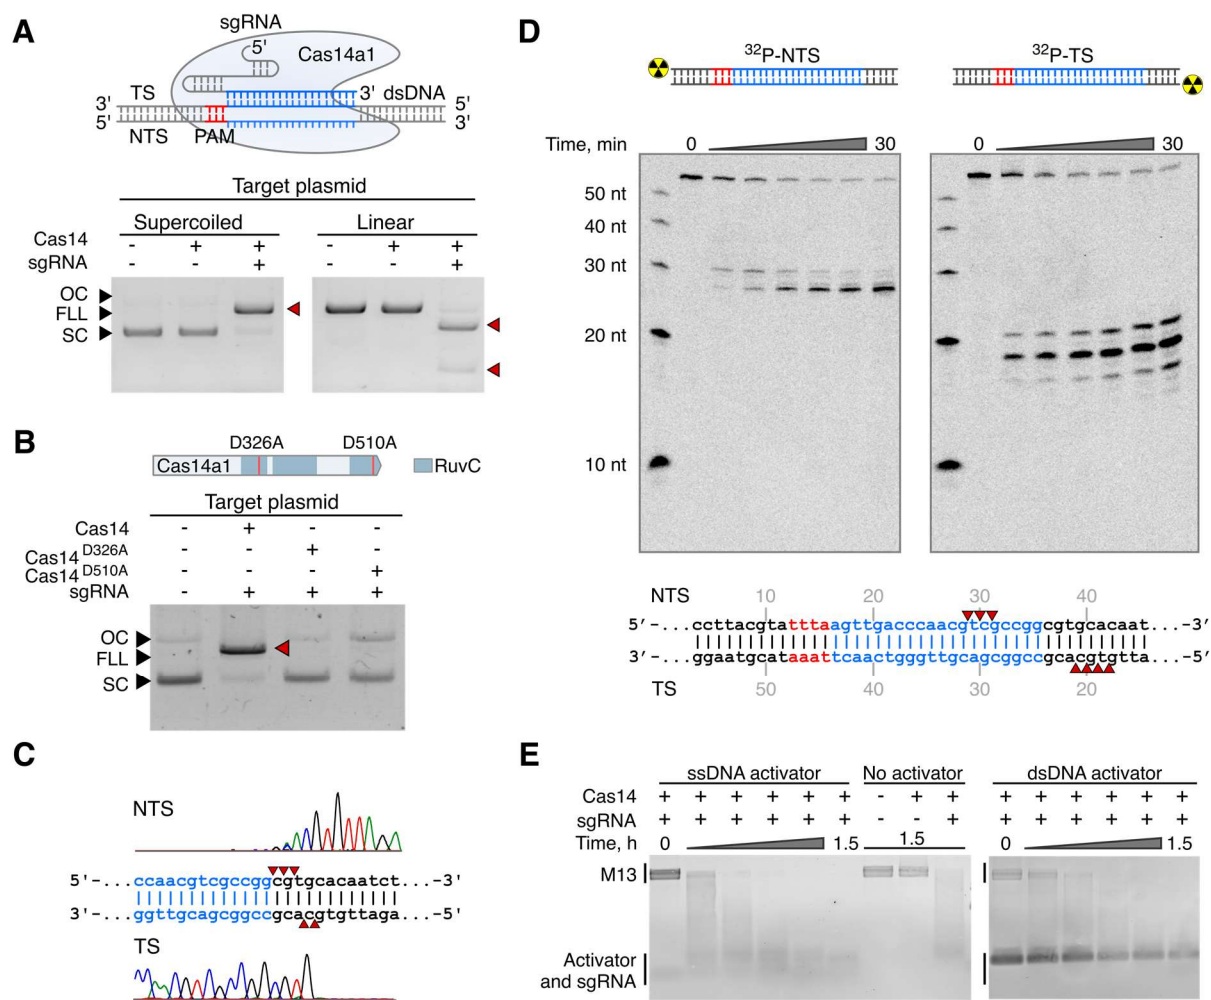 A
sgRNA
5'
Cas14a1
TS
3'
dsDNA
3'
5'
5'
3'
NTS
PAM
Target plasmid
Supercoiled
Linear
Cas14 - + + - + +
sgRNA - - + - - +
OC
FLL
SC
B
D326A
D510A
Cas14a1
RuvC
Target plasmid
Cas14 - + - -
Cas14 D326A - - + -
Cas14 D510A - - - +
sgRNA - + + +
OC
FLL
SC
C
NTS
5'-...ccaacgtcgccggcgtgcacaatct...-3'
3'-...ggttgcagcggccgcacgtgttaga...-5'
TS
D
32P-NTS
32P-TS
Time, min 0 30 0 30
50 nt
40 nt
30 nt
20 nt
10 nt
NTS
10 20 30 40
5′-...ccttacgtatttaagttgacccaacgtcgccggcgtgcacaat...-3′
3′-...ggaatgcataaattcaactgggttgcagcggccgcacgtgtta...-5′
TS
50 40 30 20
E
ssDNA activator
No activator
dsDNA activator
Cas14 + + + + + + - + + + + + + + +
sgRNA + + + + + + - - + + + + + + +
Time, h 0 1.5 1.5 0 1.5
M13
Activator
and sgRNA